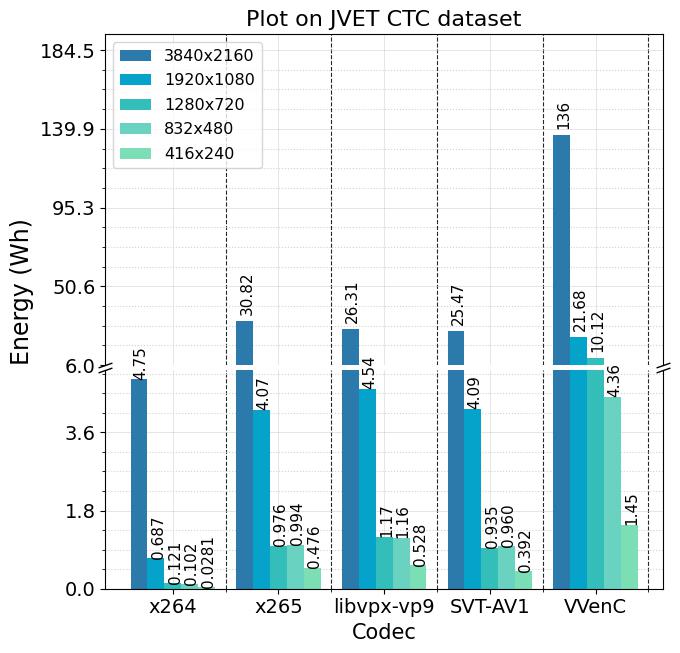 Plot on JVET CTC dataset
184.5
139.9
95.3
50.6
6.0
3.6
1.8
0.0
Energy (Wh)
3840x2160
1920x1080
1280x720
832x480
416x240
4.75
0.687
0.121
0.102
0.0281
30.82
4.07
0.976
0.994
0.476
26.31
4.54
1.17
1.16
0.528
25.47
4.09
0.935
0.960
0.392
136
21.68
10.12
4.36
1.45
x264
x265
libvpx-vp9
SVT-AV1
VVenC
Codec